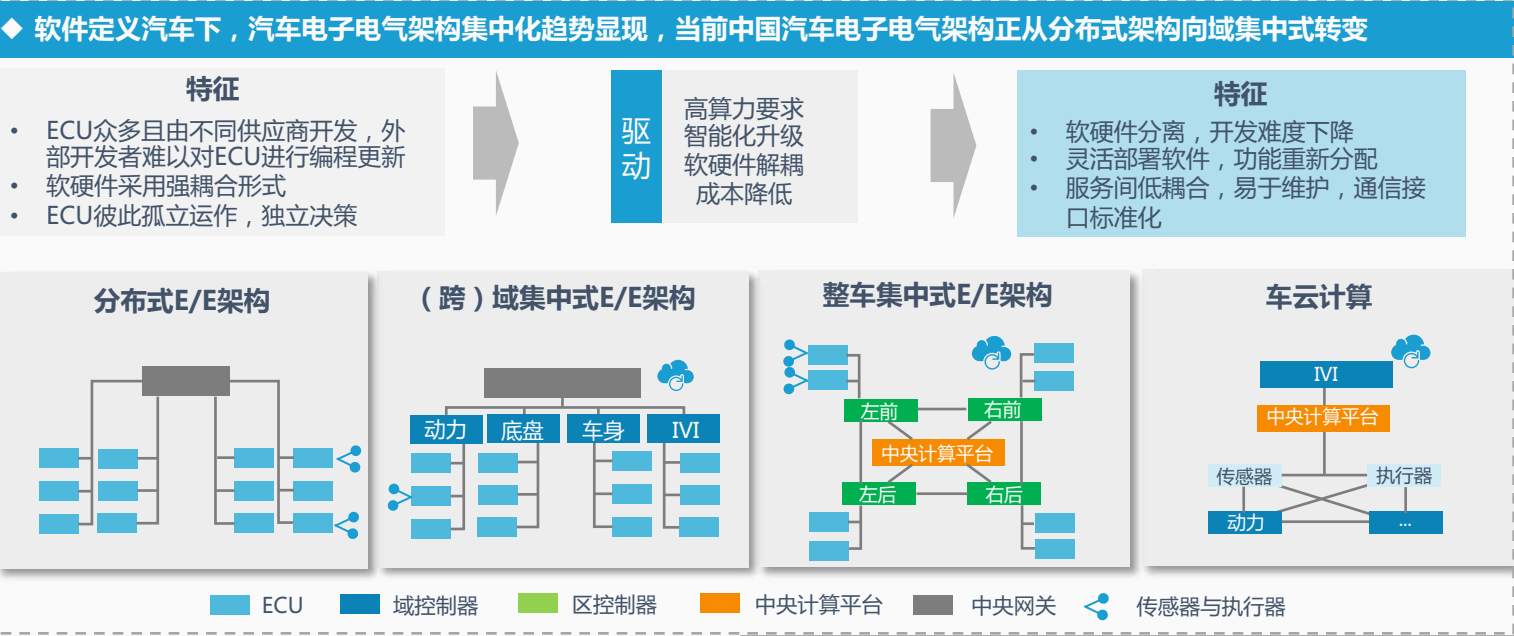 ◆ 软件定义汽车下，汽车电子电气架构集中化趋势显现，当前中国汽车电子电气架构正从分布式架构向域集中式转变
特征
• ECU众多且由不同供应商开发，外
部开发者难以对ECU进行编程更新
• 软硬件采用强耦合形式
• ECU彼此孤立运作，独立决策
驱
动
高算力要求
智能化升级
软硬件解耦
成本降低
特征
• 软硬件分离，开发难度下降
• 灵活部署软件，功能重新分配
• 服务间低耦合，易于维护，通信接
口标准化
分布式E/E架构
（跨）域集中式E/E架构
动力
底盘
车身
IVI
整车集中式E/E架构
左前
右前
中央计算平台
左后
右后
车云计算
IVI
中央计算平台
传感器
执行器
动力
...
ECU
域控制器
区控制器
中央计算平台
中央网关
传感器与执行器